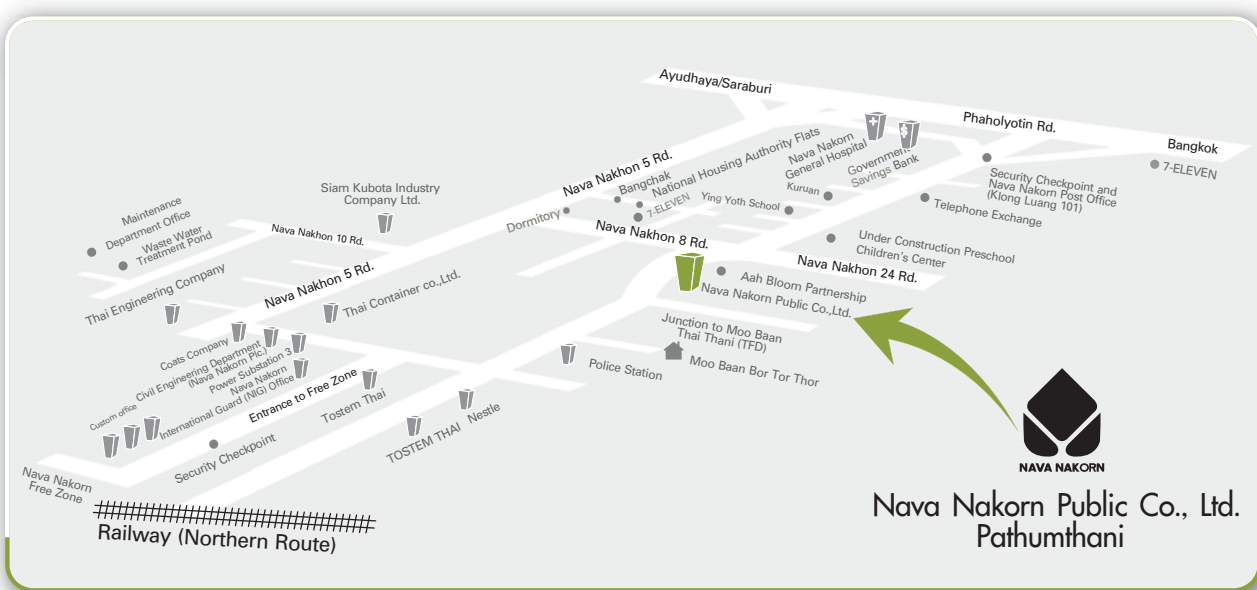 Ayudhaya/Saraburi
Phaholyotin Rd.
Bangkok
7-ELEVEN
Security Checkpoint and
Nava Nakorn Post Office
(Klong Luang 101)
Telephone Exchange
Government
Savings Bank
Nava Nakorn
General Hospital
Kuruan
Ying Yoth School
National Housing Authority Flats
Bangchak
7-ELEVEN
Nava Nakhon 5 Rd.
Dormitory
Nava Nakhon 8 Rd.
Under Construction Preschool
Children's Center
Nava Nakhon 24 Rd.
Aah Bloom Partnership
Nava Nakorn Public Co.,Ltd.
Siam Kubota Industry
Company Ltd.
Nava Nakhon 10 Rd.
Maintenance
Department Office
Waste Water
Treatment Pond
Thai Engineering Company
Nava Nakhon 5 Rd.
Thai Container co.,Ltd.
Junction to Moo Baan
Thai Thani (TFD)
Moo Baan Bor Tor Thor
Police Station
Coats Company
Civil Engineering Department
(Nava Nakorn Plc.)
Power Substation 3
Nava Nakorn
International Guard (NIG) Office
Custom office
Entrance to Free Zone
Tostem Thai
Nestle
TOSTEM THAI
Security Checkpoint
Nava Nakorn
Free Zone
Railway (Northern Route)
NAVA NAKORN
Nava Nakorn Public Co., Ltd.
Pathumthani